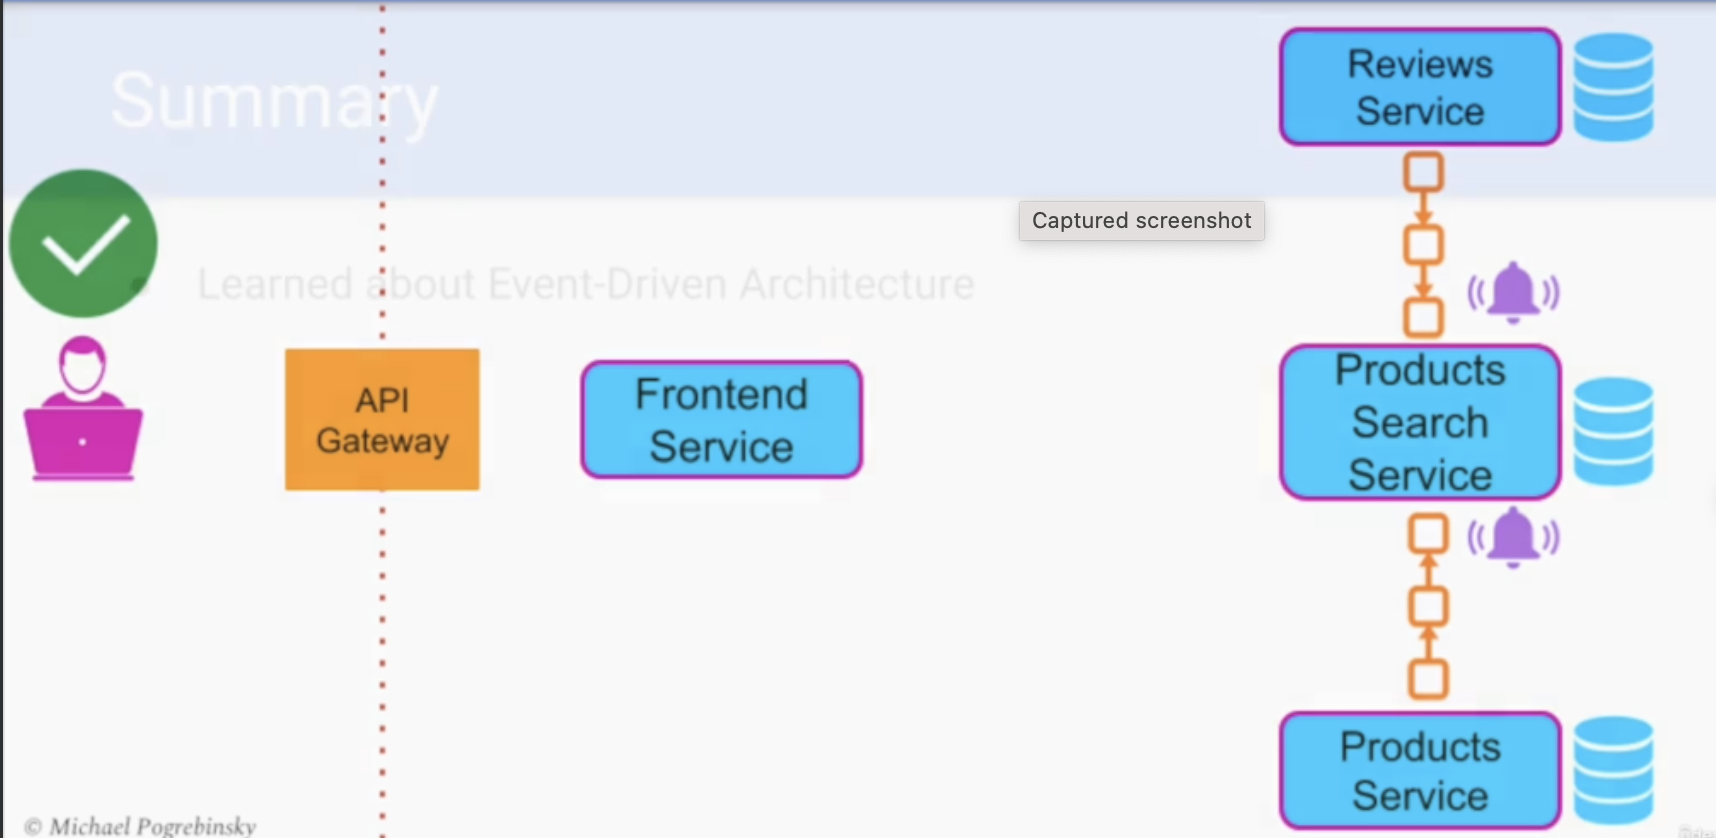 Summary
Reviews
Service
Captured screenshot
Learned about Event-Driven Architecture
API
Gateway
Frontend
Service
Products
Search
Service
Products
Service
© Michael Pogrebinsky